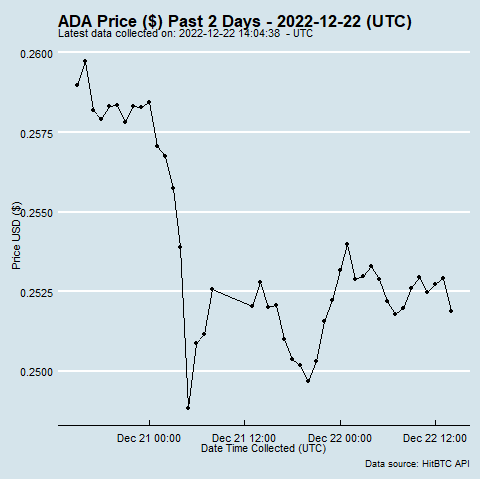 ADA Price ($) Past 2 Days - 2022-12-22 (UTC)
Latest data collected on: 2022-12-22 14:04:38  - UTC
0.2600
0.2575
0.2550
0.2525
0.2500
Price USD ($)
Dec 21 00:00 Dec 21 12:00 Dec 22 00:00 Dec 22 12:00
Date Time Collected (UTC)
Data source: HitBTC API